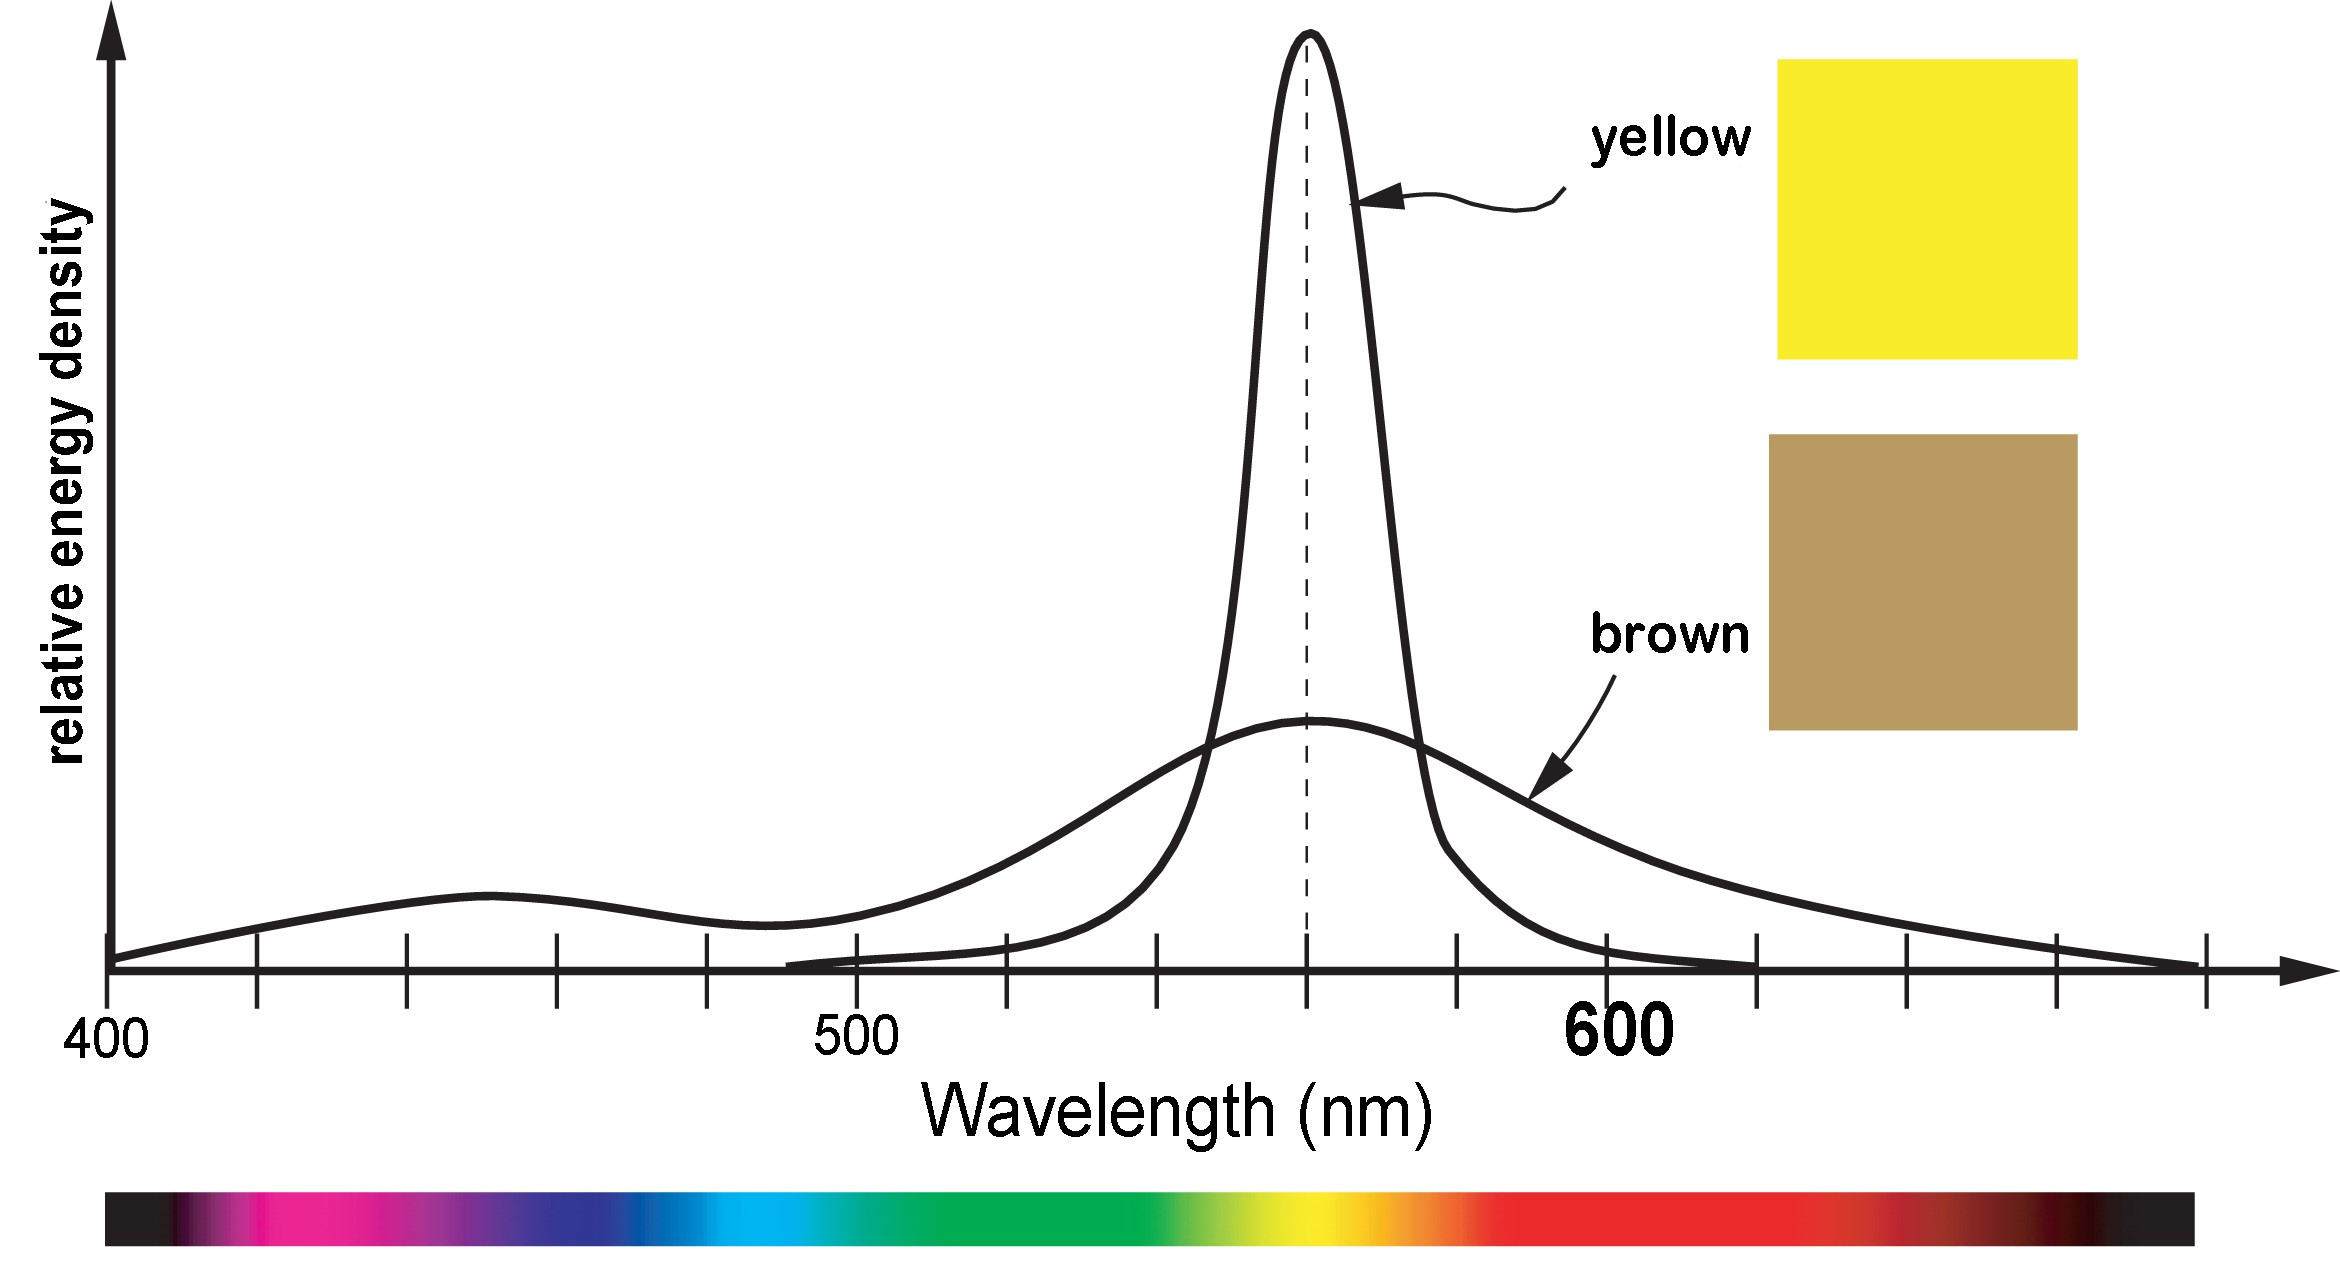 relative energy density
yellow
brown
400
500
600
Wavelength (nm)